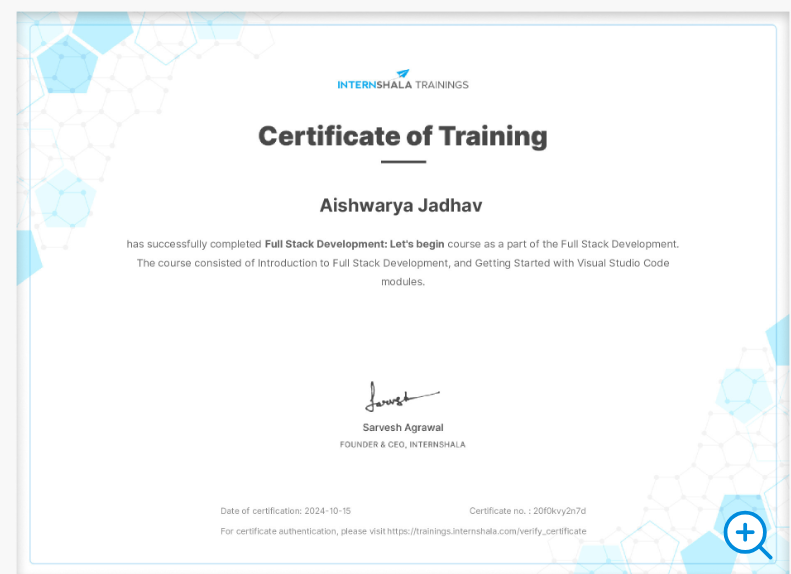 INTERNSHALA TRAININGS
Certificate of Training
Aishwarya Jadhav
has successfully completed Full Stack Development: Let's begin course as a part of the Full Stack Development.
The course consisted of Introduction to Full Stack Development, and Getting Started with Visual Studio Code
modules.
Sarvesh
Sarvesh Agrawal
FOUNDER & CEO, INTERNSHALA
Date of certification: 2024-10-15 Certificate no. : 20f0kvy2n7d
For certificate authentication, please visit https://trainings.internshala.com/verify_certificate